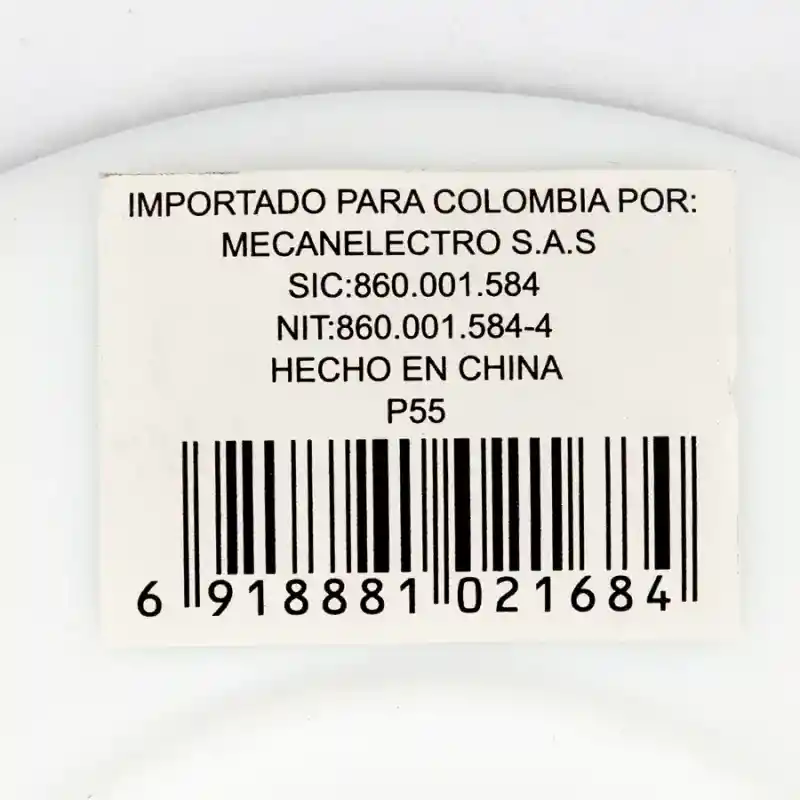 IMPORTADO PARA COLOMBIA POR:
MECANELECTRO S.A.S
SIC:860.001.584
NIT:860.001.584-4
HECHO EN CHINA
P55
6 918881 021684